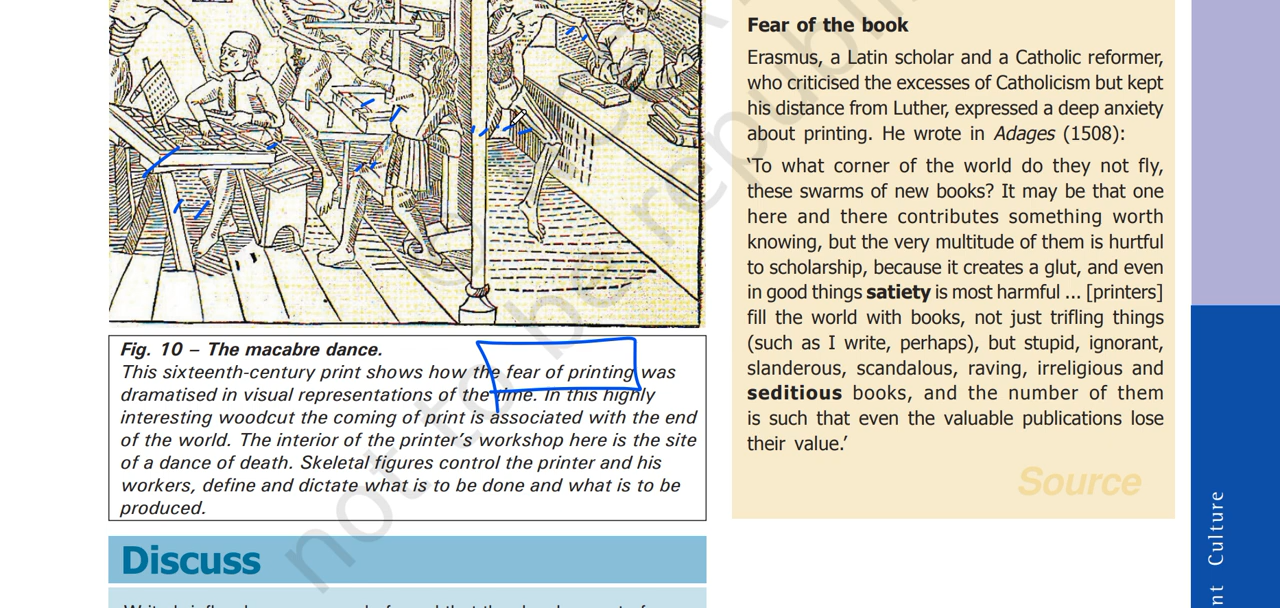 Fig. 10 – The macabre dance.
This sixteenth-century print shows how the fear of printing was
dramatised in visual representations of the time. In this highly
interesting woodcut the coming of print is associated with the end
of the world. The interior of the printer's workshop here is the site
of a dance of death. Skeletal figures control the printer and his
workers, define and dictate what is to be done and what is to be
produced.
Discuss
Fear of the book
Erasmus, a Latin scholar and a Catholic reformer,
who criticised the excesses of Catholicism but kept
his distance from Luther, expressed a deep anxiety
about printing. He wrote in Adages (1508):
'To what corner of the world do they not fly,
these swarms of new books? It may be that one
here and there contributes something worth
knowing, but the very multitude of them is hurtful
to scholarship, because it creates a glut, and even
in good things satiety is most harmful ... [printers]
fill the world with books, not just trifling things
(such as I write, perhaps), but stupid, ignorant,
slanderous, scandalous, raving, irreligious and
seditious books, and the number of them
is such that even the valuable publications lose
their value.'
Source
Culture
not to be republi